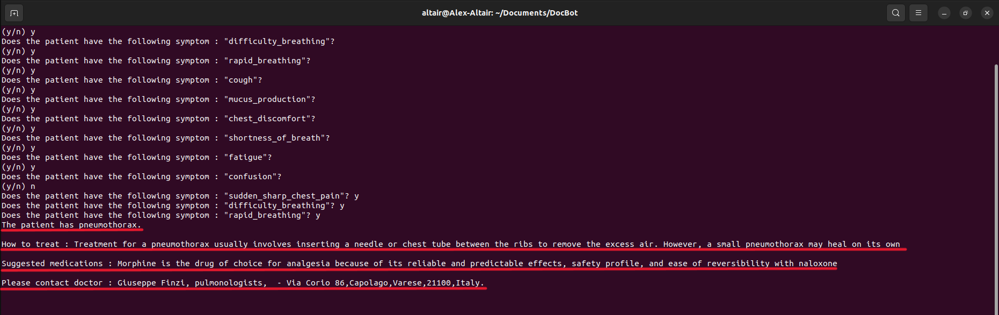 altair@Alex-Altair: ~/Documents/DocBot
(y/n) y
Does the patient have the following symptom : "difficulty_breathing"?
(y/n) y
Does the patient have the following symptom : "rapid_breathing"?
(y/n) y
Does the patient have the following symptom : "cough"?
(y/n) y
Does the patient have the following symptom : "mucus_production"?
(y/n) y
Does the patient have the following symptom : "chest_discomfort"?
(y/n) y
Does the patient have the following symptom : "shortness_of_breath"?
(y/n) y
Does the patient have the following symptom : "fatigue"?
(y/n) y
Does the patient have the following symptom : "confusion"?
(y/n) n
Does the patient have the following symptom : "sudden_sharp_chest_pain"? y
Does the patient have the following symptom : "difficulty_breathing"? y
Does the patient have the following symptom : "rapid_breathing"? y
The patient has pneumothorax.
How to treat : Treatment for a pneumothorax usually involves inserting a needle or chest tube between the ribs to remove the excess air. However, a small pneumothorax may heal on its own
Suggested medications : Morphine is the drug of choice for analgesia because of its reliable and predictable effects, safety profile, and ease of reversibility with naloxone
Please contact doctor : Giuseppe Finzi, pulmonologists,  - Via Corio 86,Capolago,Varese,21100,Italy.